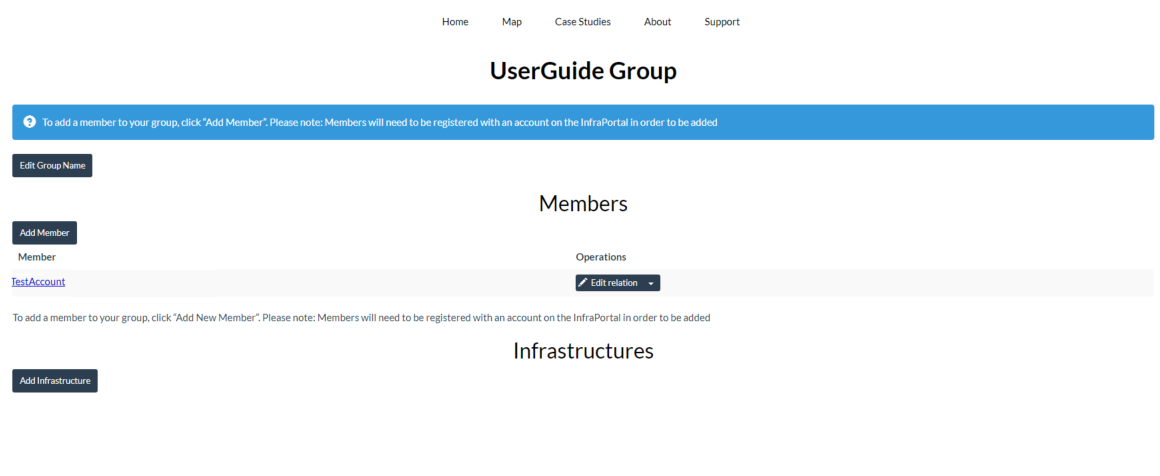 Home Map Case Studies About Support
UserGuide Group
To add a member to your group, click “Add Member”. Please note: Members will need to be registered with an account on the InfraPortal in order to be added
Edit Group Name
Members
Add Member
Member Operations
TestAccount Edit relation
To add a member to your group, click “Add New Member”. Please note: Members will need to be registered with an account on the InfraPortal in order to be added
Infrastructures
Add Infrastructure